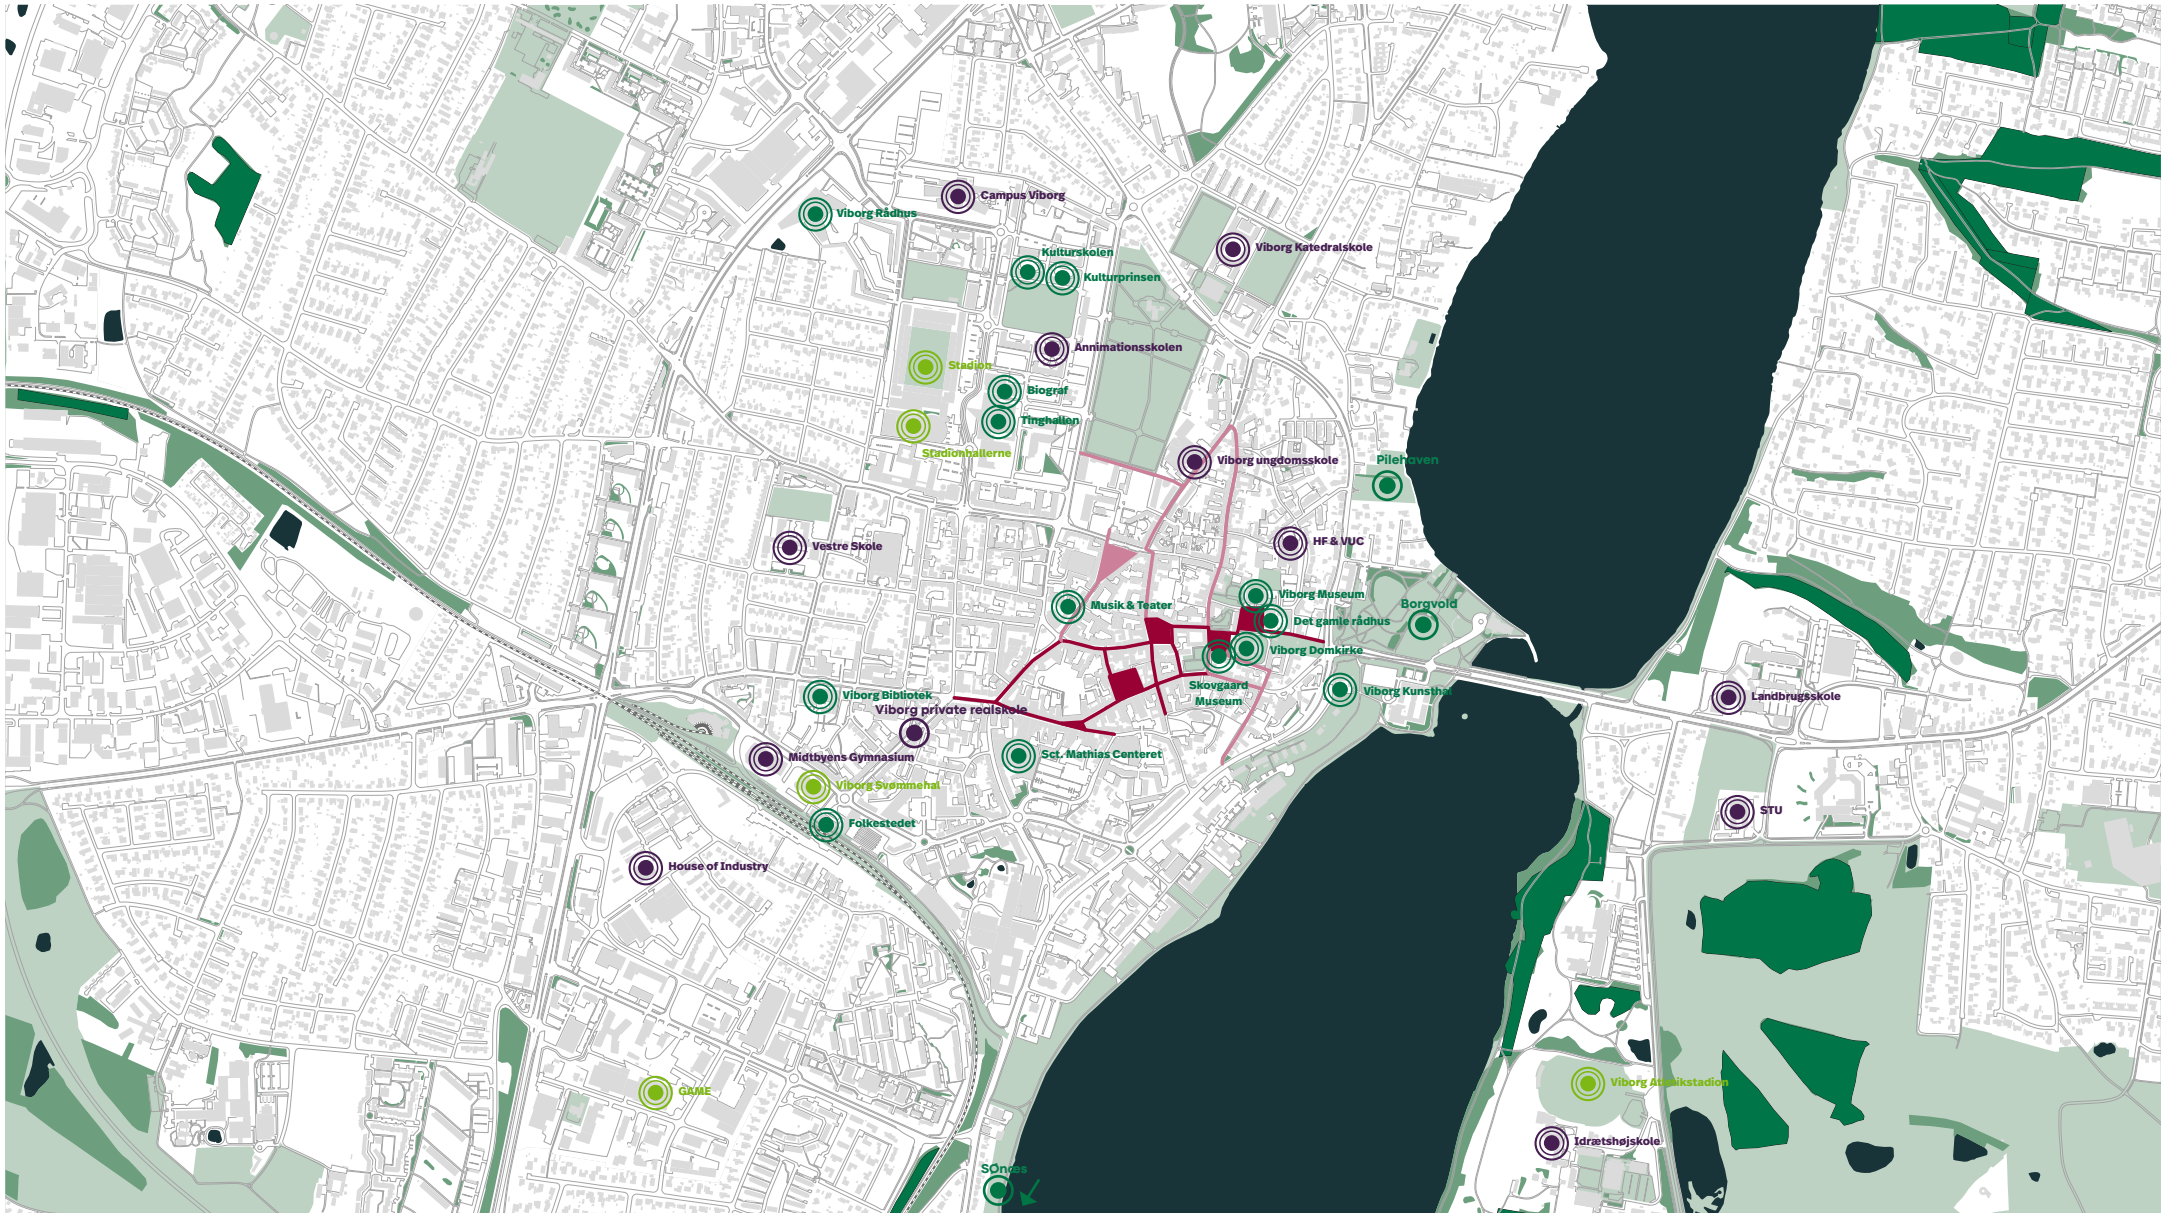 Campus Viborg
Viborg Rådhus
Viborg Katedralskole
Kulturskolen
Kulturprinsen
Annimationsskolen
Stadion
Biograf
Tinghallen
Stadionhallerne
Viborg ungdomsskole
Pilehaven
Vestre Skole
HF & VUC
Viborg Museum
Borgvold
Musik & Teater
Det gamle rådhus
Viborg Domkirke
Skovgaard
Museum
Viborg Kunsthal
Viborg Bibliotek
Landbrugsskole
Viborg private realskole
Sct. Mathias Centeret
Midtbyens Gymnasium
Viborg Svømmehal
STU
Folkestedet
House of Industry
GAME
Viborg Atletikstadion
Idrætshøjskole
SØnæs